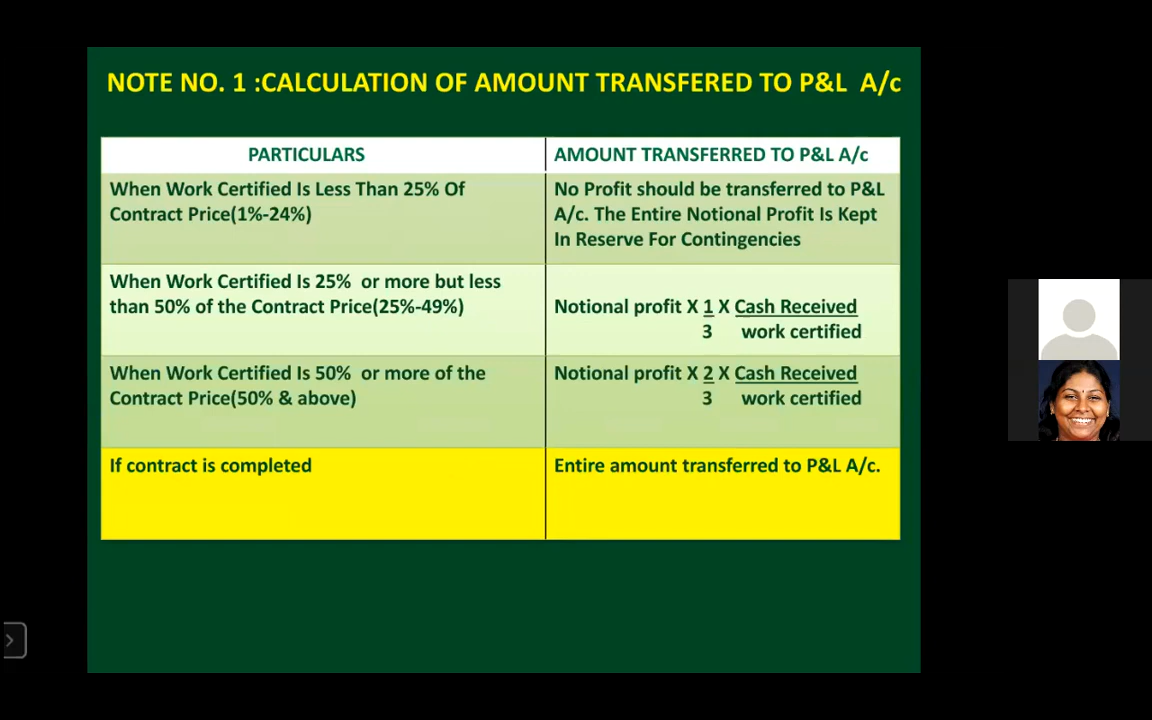 NOTE NO. 1 :CALCULATION OF AMOUNT TRANSFERED TO P&L A/c
PARTICULARS
AMOUNT TRANSFERRED TO P&L A/c
When Work Certified Is Less Than 25% Of
Contract Price(1%-24%)
No Profit should be transferred to P&L
A/c. The Entire Notional Profit Is Kept
In Reserve For Contingencies
When Work Certified Is 25% or more but less
than 50% of the Contract Price(25%-49%)
Notional profit X 1 X Cash Received
3 work certified
When Work Certified Is 50% or more of the
Contract Price(50% & above)
Notional profit X 2 X Cash Received
3 work certified
If contract is completed
Entire amount transferred to P&L A/c.